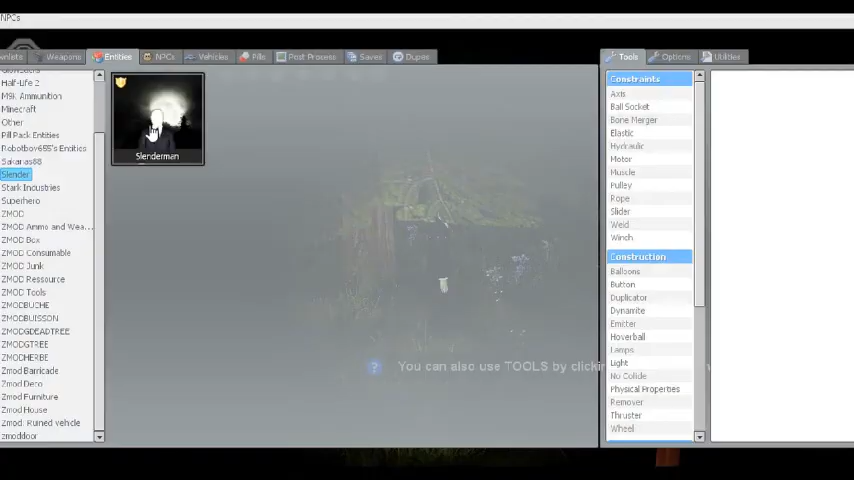 NPCs
Weapons
Entities
NPCs
Vehicles
Pills
Post Process
Saves
Dupes
Half-Life 2
M9K Ammunition
Minecraft
Other
Pill Pack Entities
Robotboy655's Entities
Sakarias88
Slender
Stark Industries
Superhero
ZMOD
ZMOD Ammo and Wea...
ZMOD Box
ZMOD Consumable
ZMOD Junk
ZMOD Ressource
ZMOD Tools
ZMODBUCHE
ZMODBUISSON
ZMODGDEADTREE
ZMODGTREE
ZMODHERBE
Zmod Barricade
Zmod Deco
Zmod Furniture
Zmod House
Zmod: Ruined vehicle
zmoddoor
Slenderman
? You can also use TOOLS by clickin
Tools
Options
Utilities
Constraints
Axis
Ball Socket
Bone Merger
Elastic
Hydraulic
Motor
Muscle
Pulley
Rope
Slider
Weld
Winch
Construction
Balloons
Button
Duplicator
Dynamite
Emitter
Hoverball
Lamps
Light
No Collide
Physical Properties
Remover
Thruster
Wheel